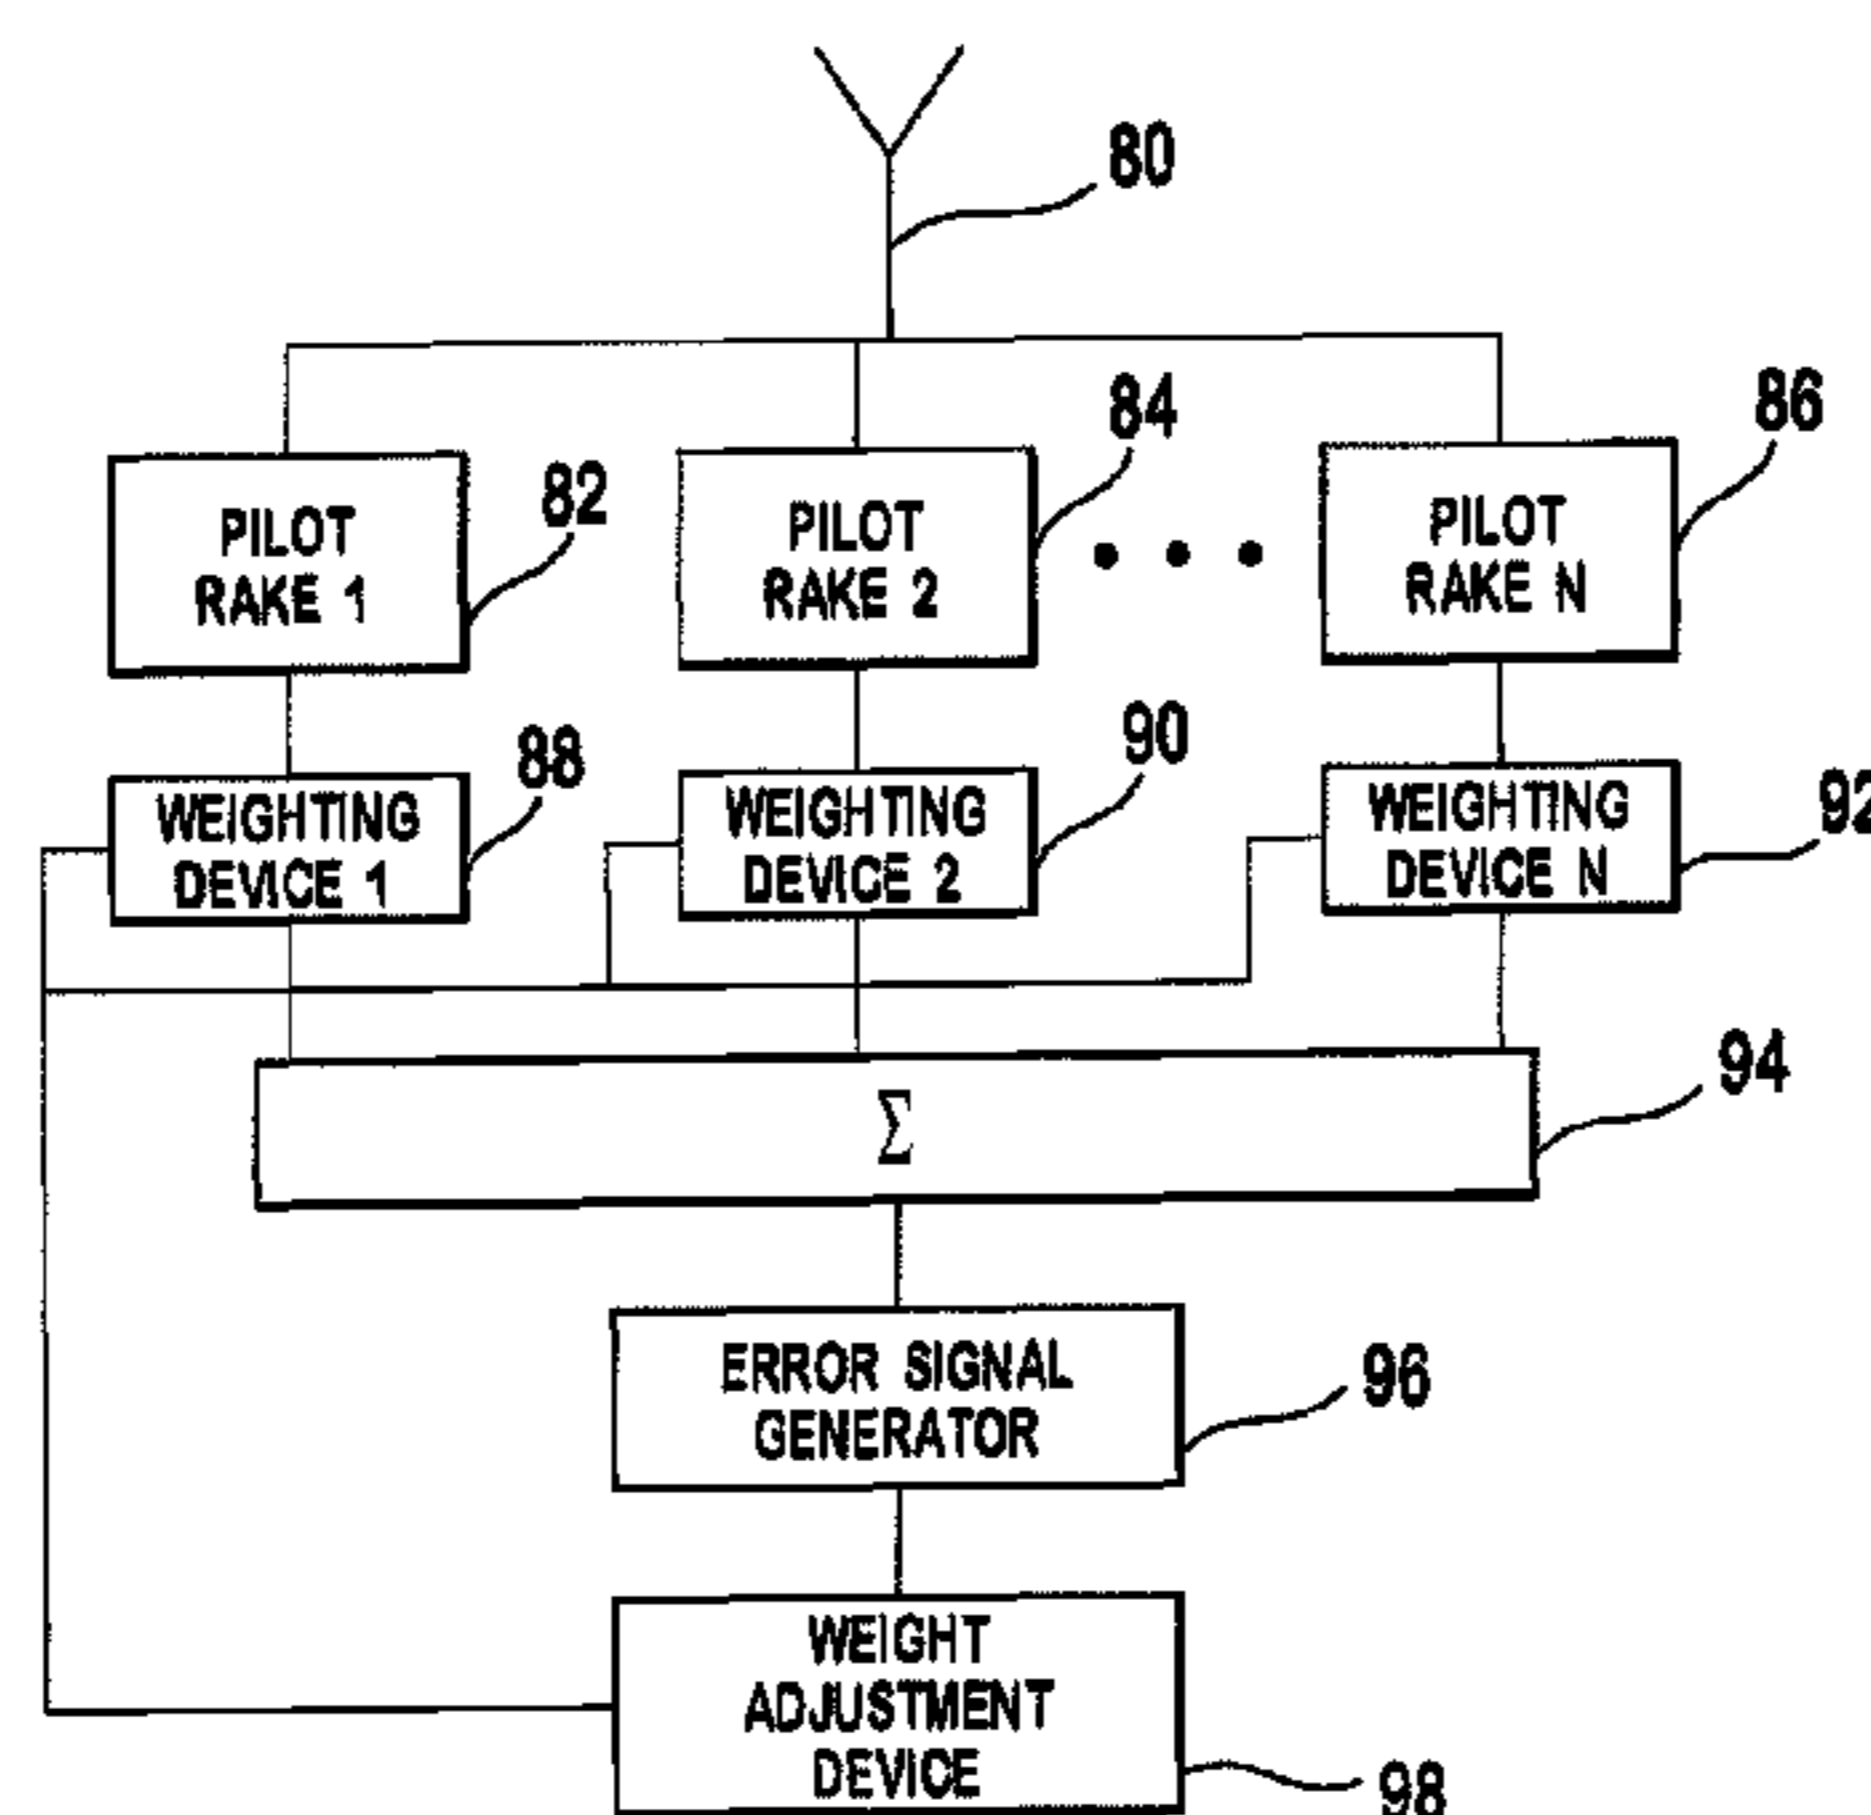 80
84
86
82
PILOT
RAKE 1
PILOT
RAKE 2
PILOT
RAKE N
88
90
92
WEIGHTING
DEVICE 1
WEIGHTING
DEVICE 2
WEIGHTING
DEVICE N
94
Σ
96
ERROR SIGNAL
GENERATOR
WEIGHT
ADJUSTMENT
DEVICE
98